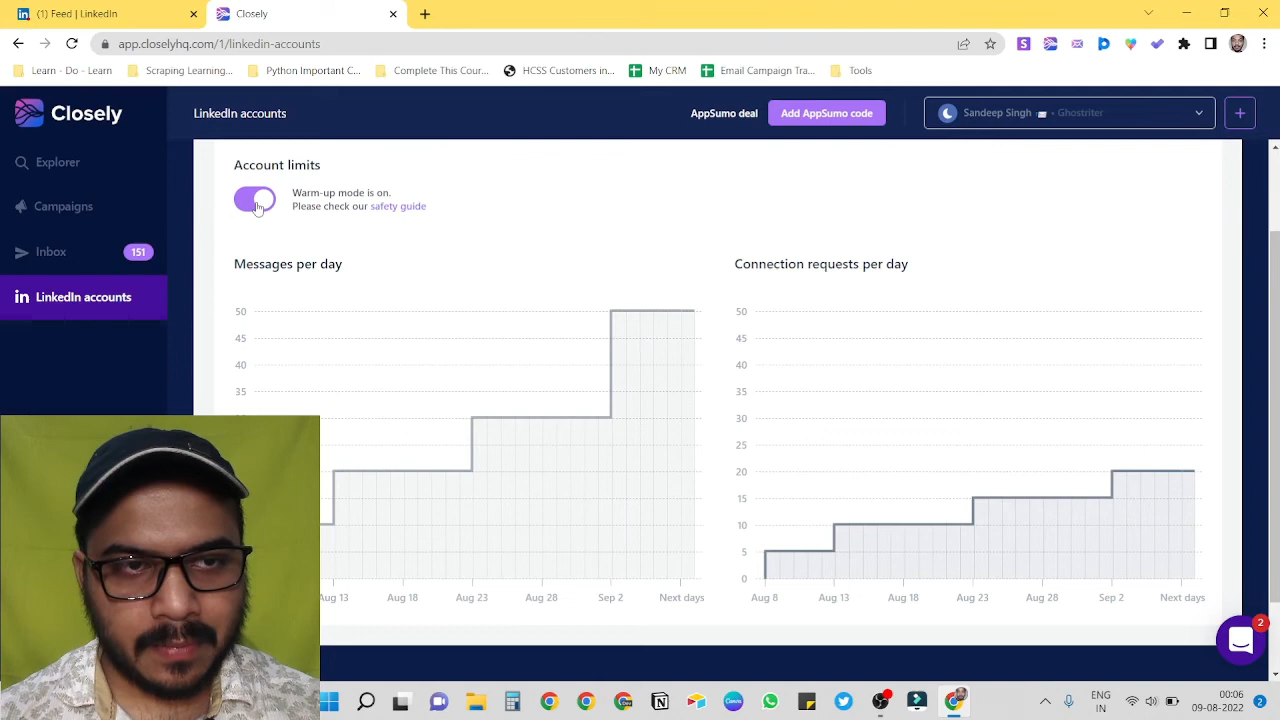 (1) Feed | LinkedIn
Closely
app.closelyhq.com/1/linkedin-accounts
Learn - Do - Learn
Scraping Learning...
Python Important C...
Complete This Cour...
HCSS Customers in...
My CRM
Email Campaign Tra...
Tools
Closely
LinkedIn accounts
AppSumo deal
Add AppSumo code
Sandeep Singh - Ghostriter
Explorer
Campaigns
Inbox
151
LinkedIn accounts
Account limits
Warm-up mode is on.
Please check our safety guide
Messages per day
50
45
40
35
Aug 13
Aug 18
Aug 23
Aug 28
Sep 2
Next days
Connection requests per day
50
45
40
35
30
25
20
15
10
5
0
Aug 8
Aug 13
Aug 18
Aug 23
Aug 28
Sep 2
Next days
2
ENG
IN
00:06
09-08-2022
2